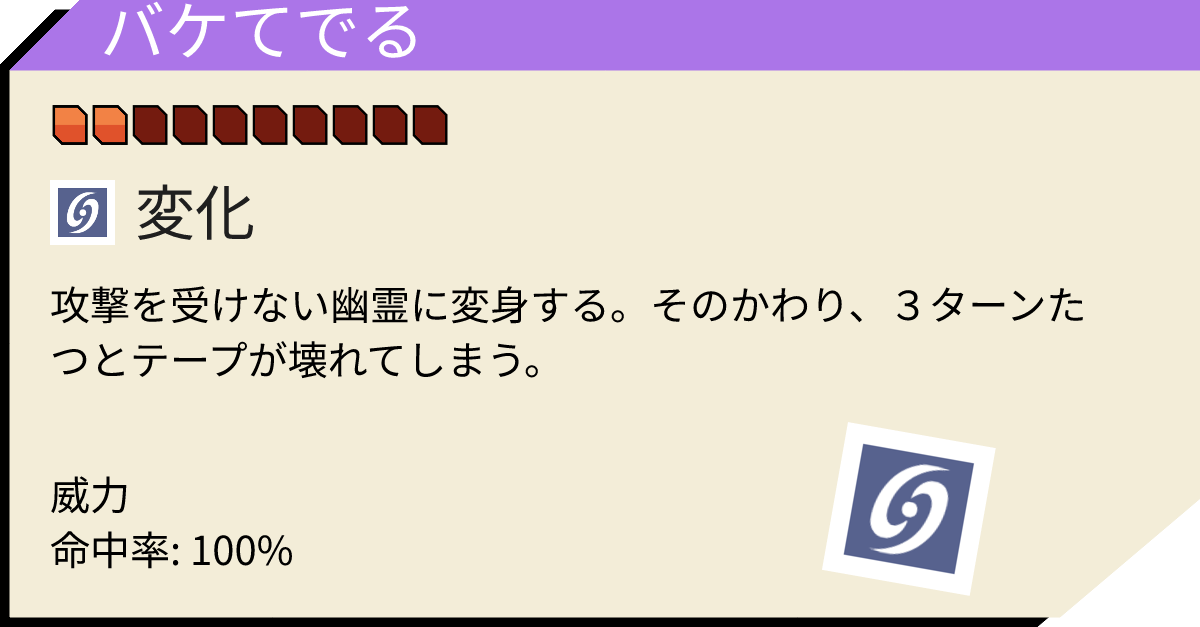 バケてでる
変化
攻撃を受けない幽霊に変身する。そのかわり、３ターンた
つとテープが壊れてしまう。
威力
命中率: 100%